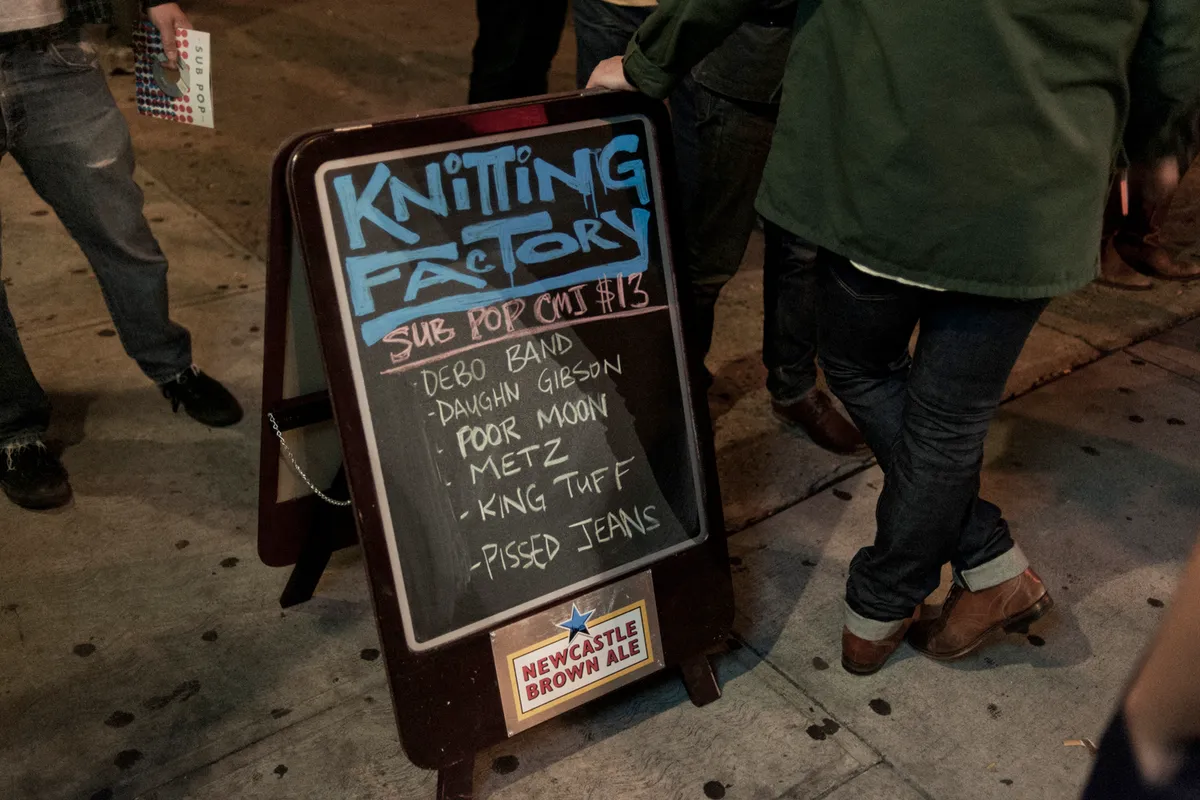 SUB POP
KNiTTiNG
FACTORY
SUB POP CMJ $13
DEBO BAND
-DAUGHN GIBSON
- POOR MOON
- METZ
-KING TUFF
-PISSED JEANS
NEWCASTLE
BROWN ALE